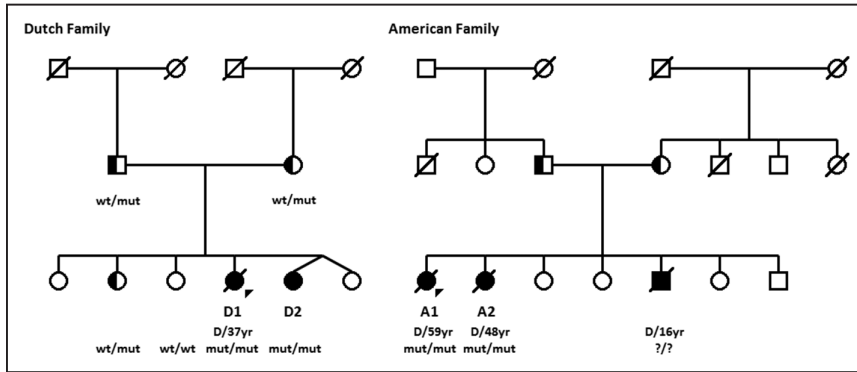 Dutch Family
American Family
wt/mut
wt/mut
D1
D2
A1
A2
D/37yr
D/59yr
D/48yr
D/16yr
wt/mut
wt/wt
mut/mut
mut/mut
mut/mut
mut/mut
?/?